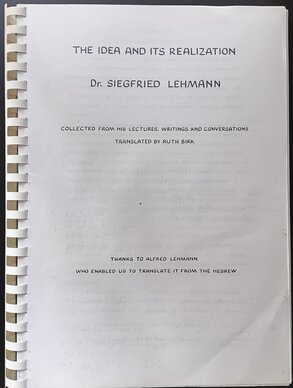 THE IDEA AND ITS REALIZATION
Dr. SIEGFRIED LEHMANN
COLLECTED FROM HIS LECTURES, WRITINGS AND CONVERSATIONS
TRANSLATED BY RUTH BIRK
THANKS TO ALFRED LEHMANN
WHO ENABLED US TO TRANSLATE IT FROM THE HEBREW